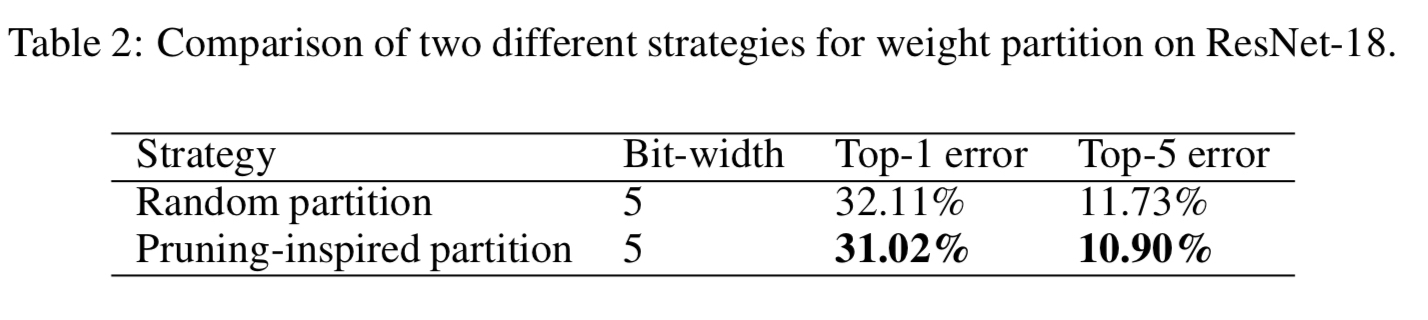 Table 2: Comparison of two different strategies for weight partition on ResNet-18.
Strategy Bit-width Top-1 error Top-5 error
Random partition 5 32.11% 11.73%
Pruning-inspired partition 5 31.02% 10.90%